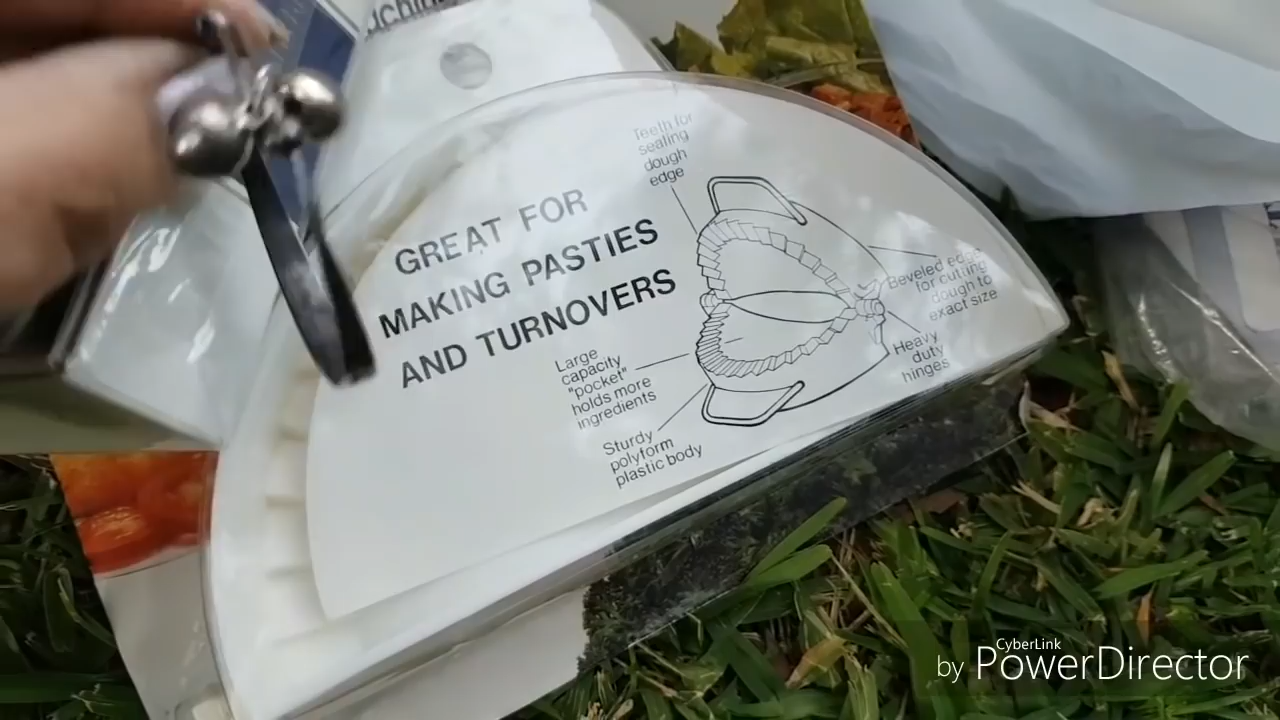 GREAT FOR
MAKING PASTIES
AND TURNOVERS
Teeth for
sealing
dough
edge
Beveled edge
for cutting
dough to
exact size
Heavy
duty
hinges
Large
capacity
"pocket"
holds more
ingredients
Sturdy
polyform
plastic body
CyberLink
by PowerDirector